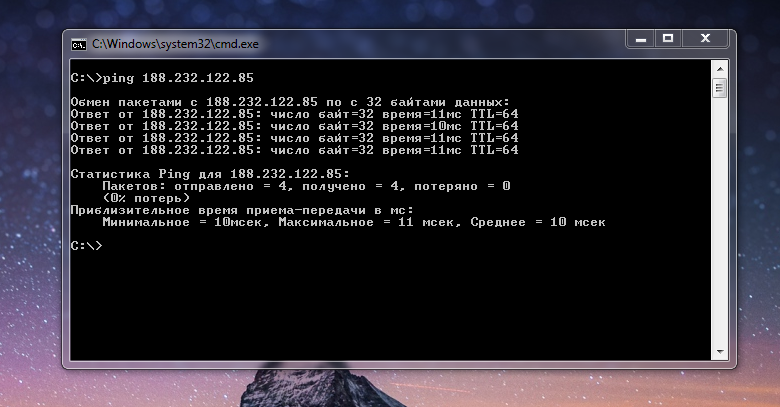 C:\Windows\system32\cmd.exe
C:\>ping 188.232.122.85
Обмен пакетами с 188.232.122.85 по с 32 байтами данных:
Ответ от 188.232.122.85: число байт=32 время=11мс TTL=64
Ответ от 188.232.122.85: число байт=32 время=10мс TTL=64
Ответ от 188.232.122.85: число байт=32 время=11мс TTL=64
Ответ от 188.232.122.85: число байт=32 время=11мс TTL=64
Статистика Ping для 188.232.122.85:
Пакетов: отправлено = 4, получено = 4, потеряно = 0
(0% потерь)
Приблизительное время приема-передачи в мс:
Минимальное = 10мсек, Максимальное = 11 мсек, Среднее = 10 мсек
C:\>